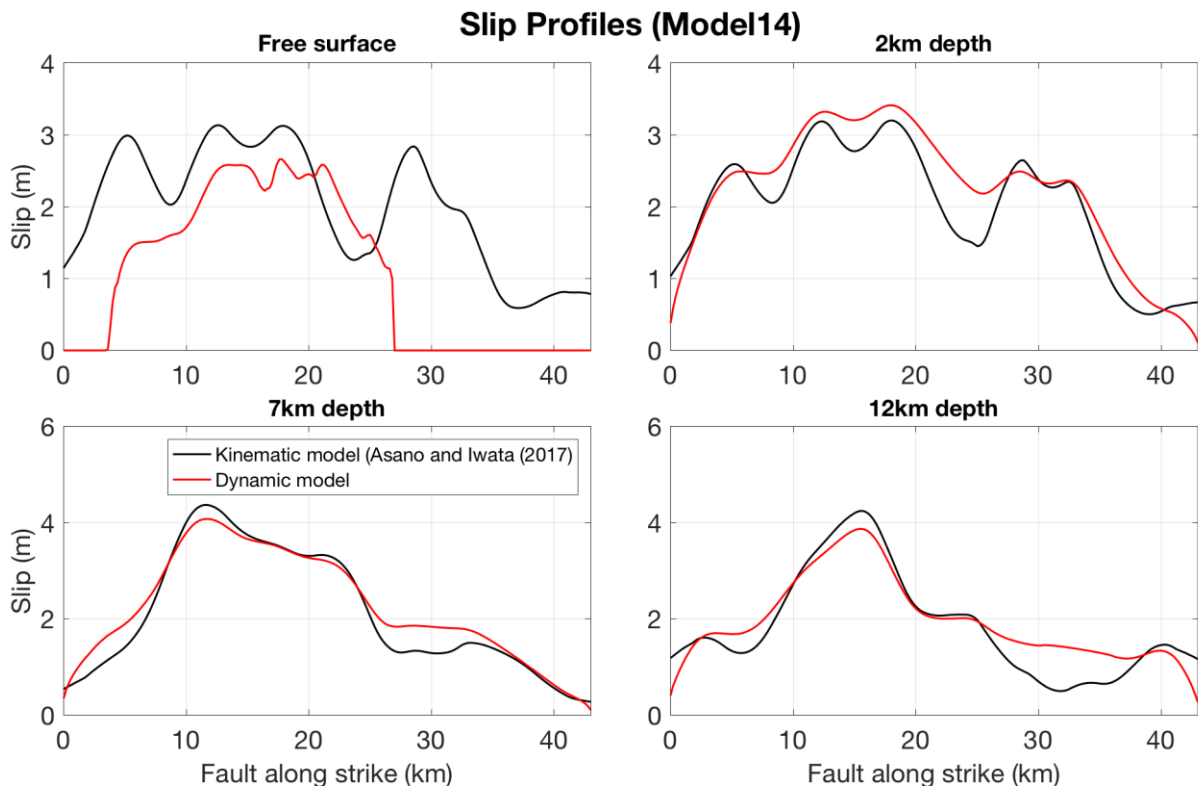 Slip Profiles (Model14)
Free surface
2km depth
4
3
2
1
0
Slip (m)
0 10 20 30 40
4
3
2
1
0
0 10 20 30 40
7km depth
12km depth
6
4
2
0
Slip (m)
Kinematic model (Asano and Iwata (2017)
Dynamic model
0 10 20 30 40
Fault along strike (km)
6
4
2
0
0 10 20 30 40
Fault along strike (km)